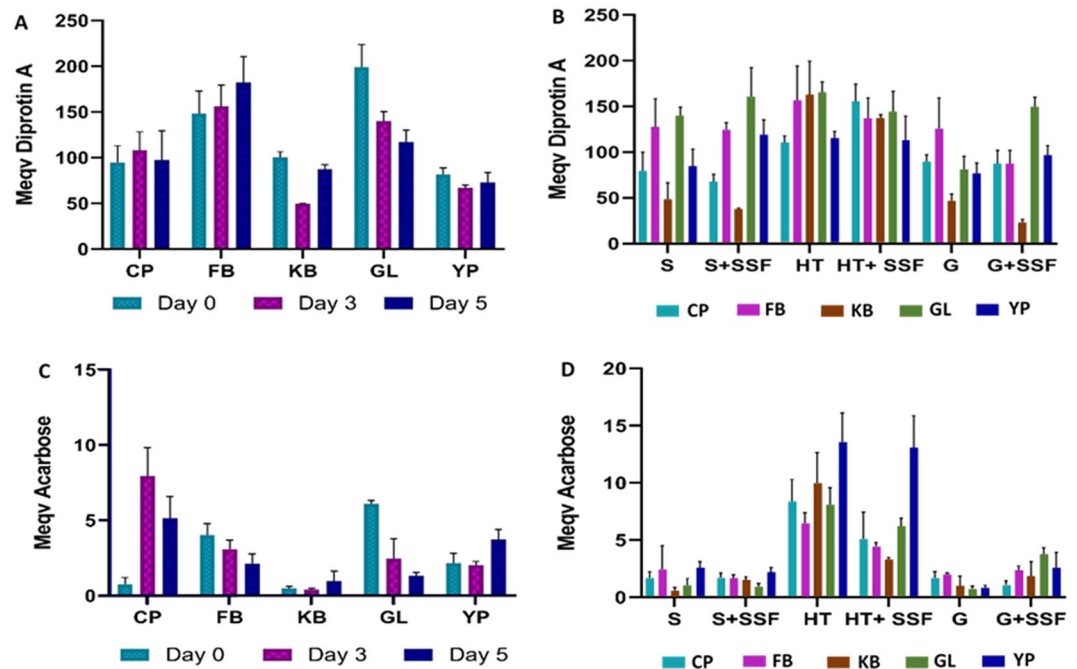 A
Meqv Diprotin A
250
200
150
100
50
0
CP FB KB GL YP
Day 0 Day 3 Day 5
B
Meqv Diprotin A
250
200
150
100
50
0
S S+SSF HT HT+ SSF G G+SSF
CP FB KB GL YP
C
Meqv Acarbose
15
10
5
0
CP FB KB GL YP
Day 0 Day 3 Day 5
D
Meqv Acarbose
20
15
10
5
0
S S+SSF HT HT+ SSF G G+SSF
CP FB KB GL YP